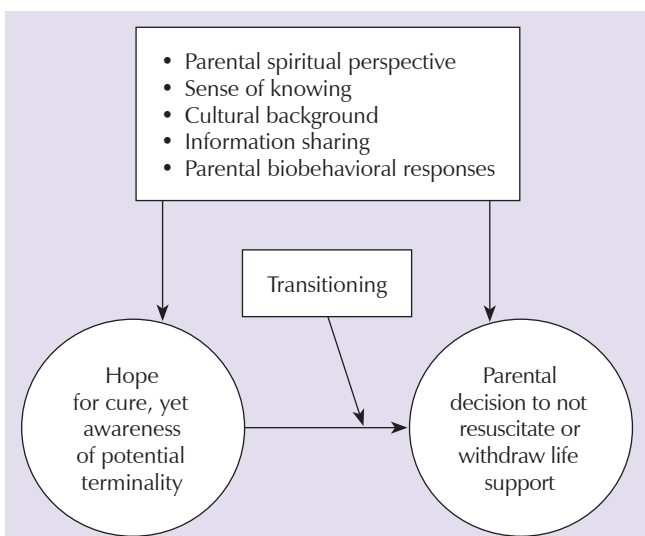 • Parental spiritual perspective
• Sense of knowing
• Cultural background
• Information sharing
• Parental biobehavioral responses
Transitioning
Hope
for cure, yet
awareness
of potential
terminality
Parental
decision to not
resuscitate or
withdraw life
support